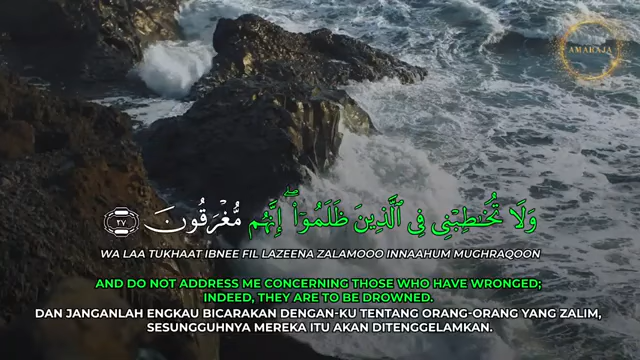 AMARAJA
وَلَا تُخَـٰطِبْنِى فِى ٱلَّذِينَ ظَلَمُوٓا۟ ۖ إِنَّهُم مُّغْرَقُونَ ٢٧
WA LAA TUKHAAT IBNEE FIL LAZEENA ZALAMOOO INNAAHUM MUGHRAQOON
AND DO NOT ADDRESS ME CONCERNING THOSE WHO HAVE WRONGED;
INDEED, THEY ARE TO BE DROWNED.
DAN JANGANLAH ENGKAU BICARAKAN DENGAN-KU TENTANG ORANG-ORANG YANG ZALIM,
SESUNGGUHNYA MEREKA ITU AKAN DITENGGELAMKAN.